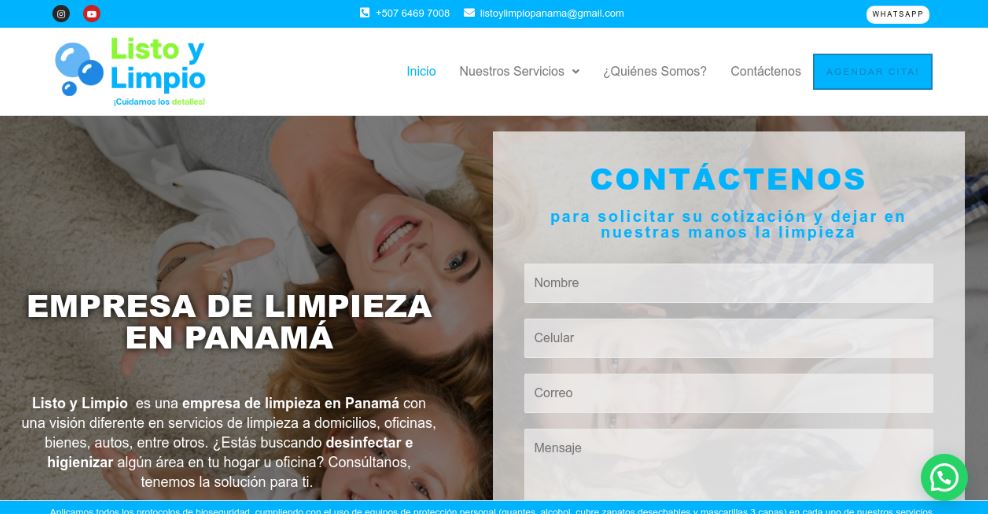 +507 6469 7008 listoylimpiopanama@gmail.com WHATSAPP
Listo y
Limpio
¡Cuidamos los detalles!
Inicio Nuestros Servicios ¿Quiénes Somos? Contáctenos AGENDAR CITA!
CONTÁCTENOS
para solicitar su cotización y dejar en
nuestras manos la limpieza
Nombre
Celular
Correo
Mensaje
EMPRESA DE LIMPIEZA
EN PANAMÁ
Listo y Limpio es una empresa de limpieza en Panamá con
una visión diferente en servicios de limpieza a domicilios, oficinas,
bienes, autos, entre otros. ¿Estás buscando desinfectar e
higienizar algún área en tu hogar u oficina? Consúltanos,
tenemos la solución para ti.
Aplicamos todos los protocolos de bioseguridad, cumpliendo con el uso de equipos de protección personal (guantes, alcohol, cubre zapatos desechables y mascarillas 3 capas) en cada uno de nuestros servicios